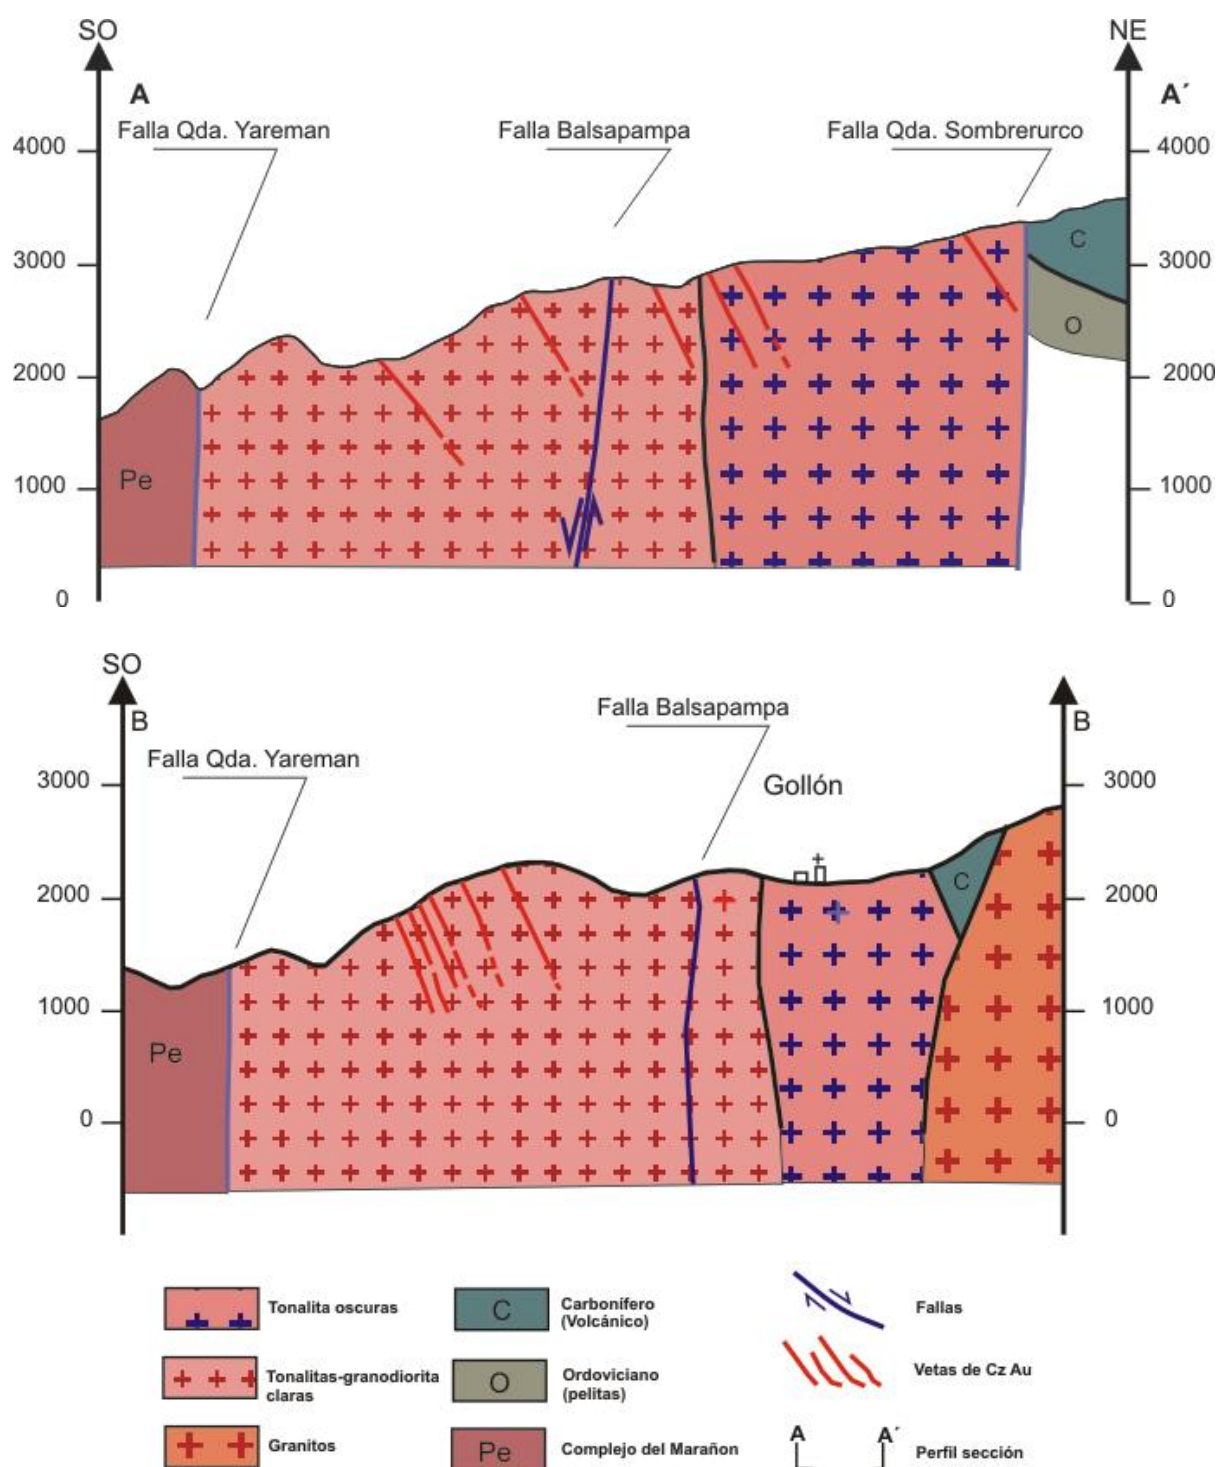 SO
NE
A
A´
Falla Qda. Yareman
Falla Balsapampa
Falla Qda. Sombrerurco
4000
4000
3000
3000
2000
2000
1000
1000
0
0
C
O
Pe
SO
B
B
Falla Balsapampa
Falla Qda. Yareman
Gollón
3000
3000
2000
2000
1000
1000
0
0
C
Pe
Tonalita oscuras
C
Carbonífero
(Volcánico)
Fallas
Tonalitas-granodiorita
claras
O
Ordoviciano
(pelitas)
Vetas de Cz Au
Granitos
Pe
Complejo del Marañon
A
A´
Perfil sección